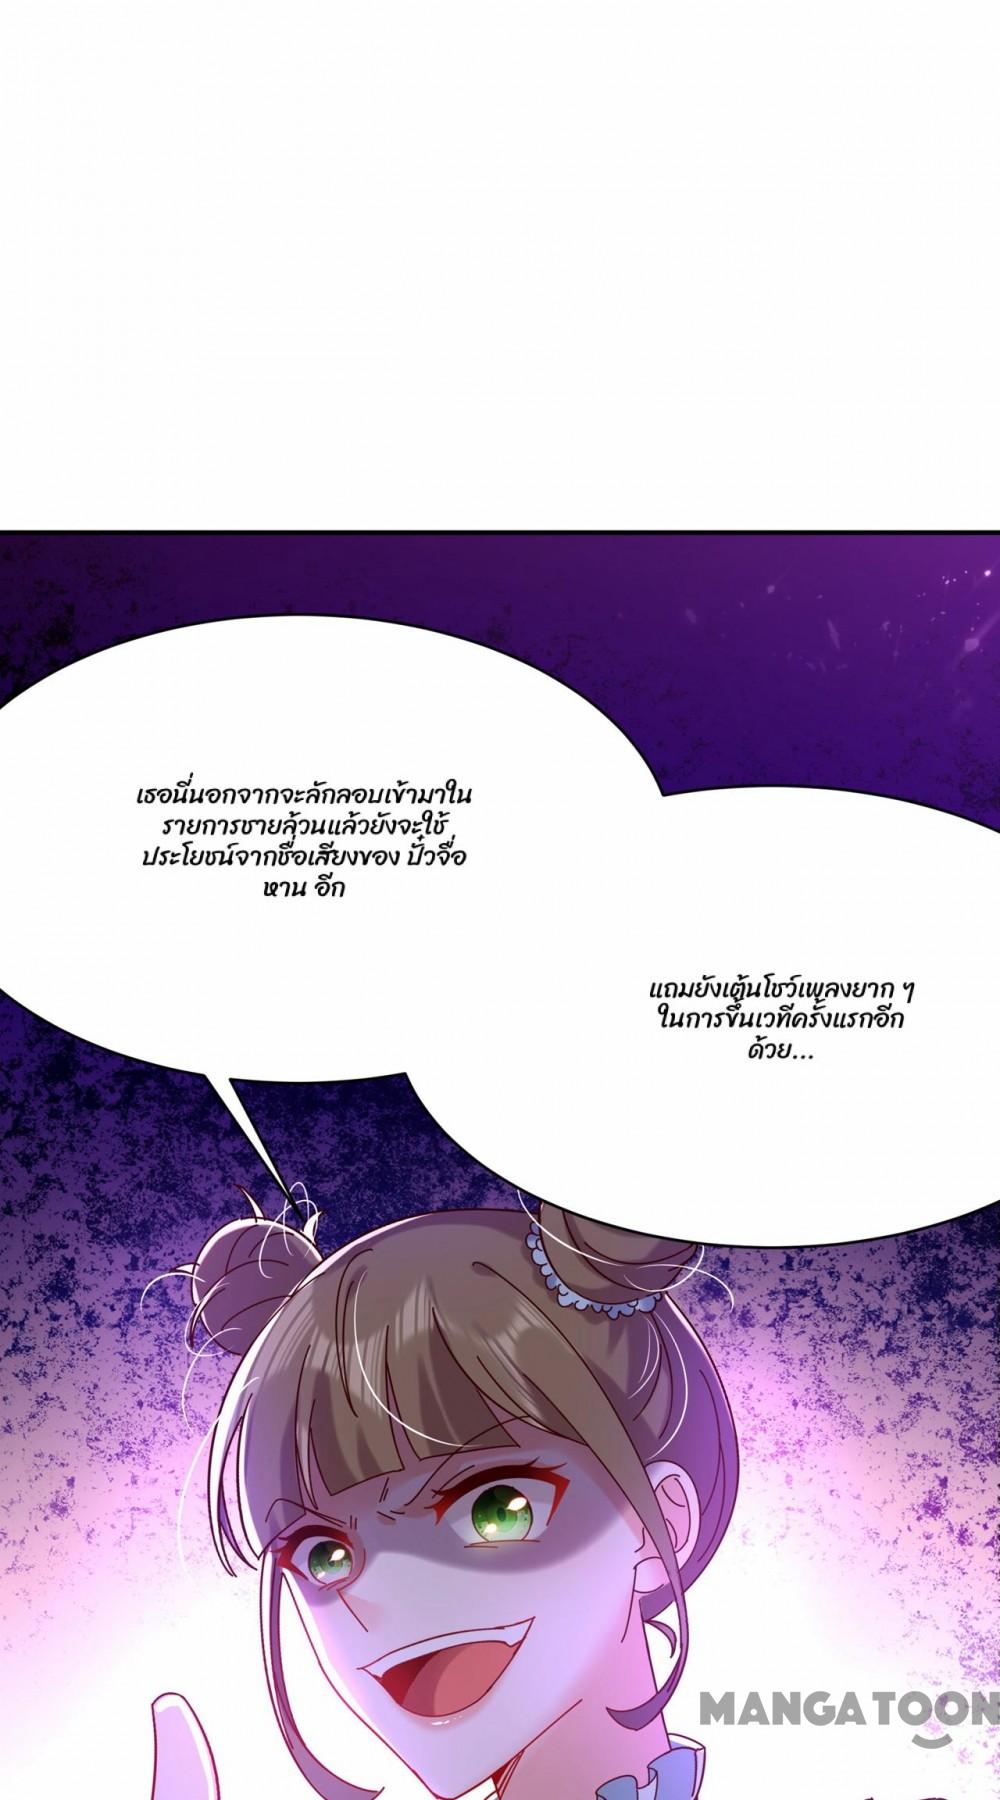 เธอนี่นอกจากจะลักลอบเข้ามาใน
รายการชายล้วนแล้วยังจะใช้
ประโยชน์จากชื่อเสียงของ ปั๋วจื่อ
หาน อีก
แถมยังเต้นโชว์เพลงยาก ๆ
ในการขึ้นเวทีครั้งแรกอีก
ด้วย...
MANGATOON